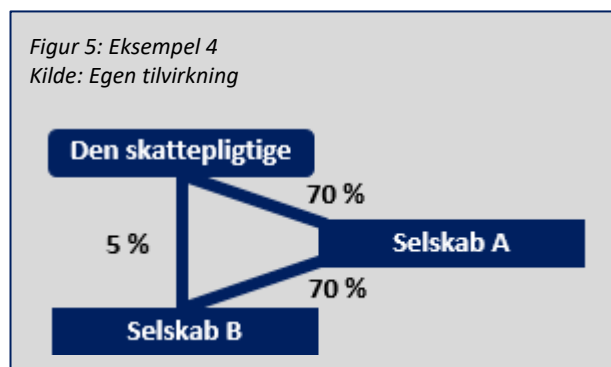 Figur 5: Eksempel 4
Kilde: Egen tilvirkning
Den skattepligtige
70 %
5 %
Selskab A
70 %
Selskab B